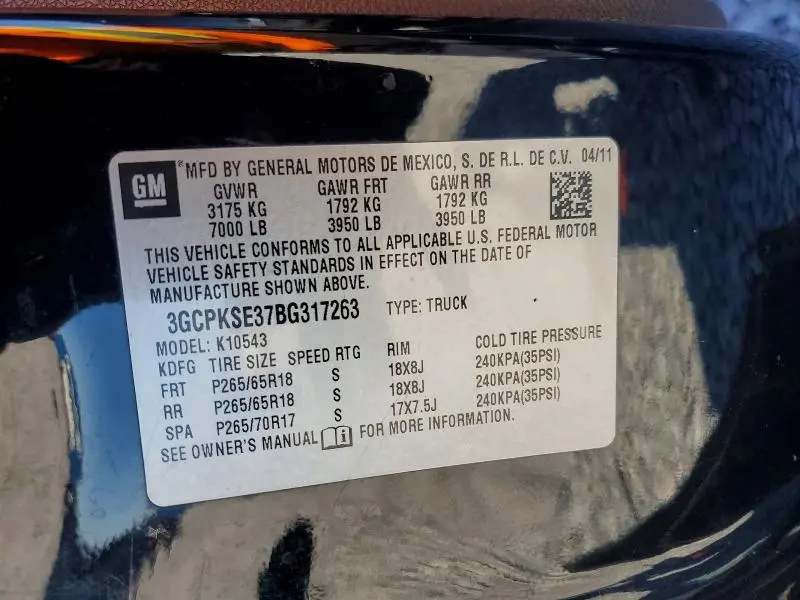 GM ®MFD BY GENERAL MOTORS DE MEXICO, S. DE R.L. DE C.V. 04/11
GVWR GAWR FRT GAWR RR
3175 KG 1792 KG 1792 KG
7000 LB 3950 LB 3950 LB
THIS VEHICLE CONFORMS TO ALL APPLICABLE U.S. FEDERAL MOTOR
VEHICLE SAFETY STANDARDS IN EFFECT ON THE DATE OF
MANUFACTURE SHOWN ABOVE.
3GCPKSE37BG317263 TYPE: TRUCK
MODEL: K10543
KDFG TIRE SIZE SPEED RTG RIM COLD TIRE PRESSURE
FRT P265/65R18 S 18X8J 240KPA(35PSI)
RR P265/65R18 S 18X8J 240KPA(35PSI)
SPA P265/70R17 S 17X7.5J 240KPA(35PSI)
SEE OWNER'S MANUAL i FOR MORE INFORMATION.